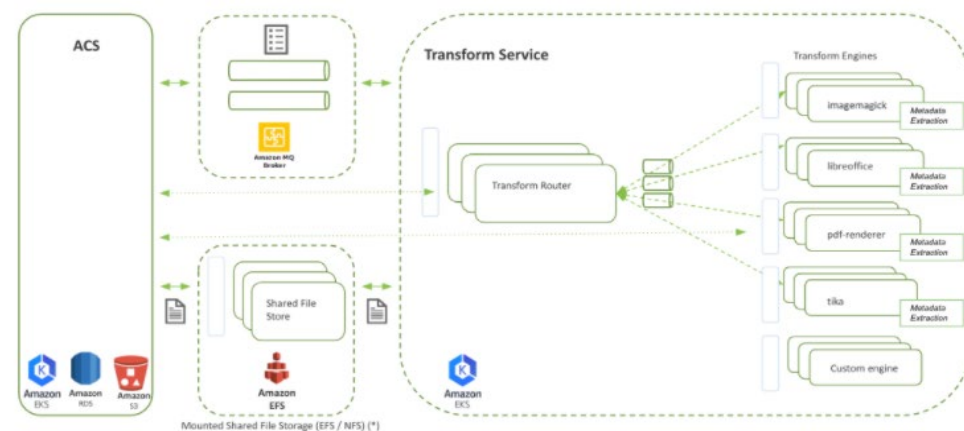 ACS
Transform Service
Transform Engines
imagemagick
Metadata
Extraction
Amazon MQ
Broker
libreoffice
Metadata
Extraction
Transform Router
pdf-renderer
Metadata
Extraction
Shared File
Store
tika
Metadata
Extraction
Custom engine
Amazon
EKS
Amazon
RDS
Amazon
S3
Amazon
EFS
Amazon
EKS
Mounted Shared File Storage (EFS / NFS) (*)